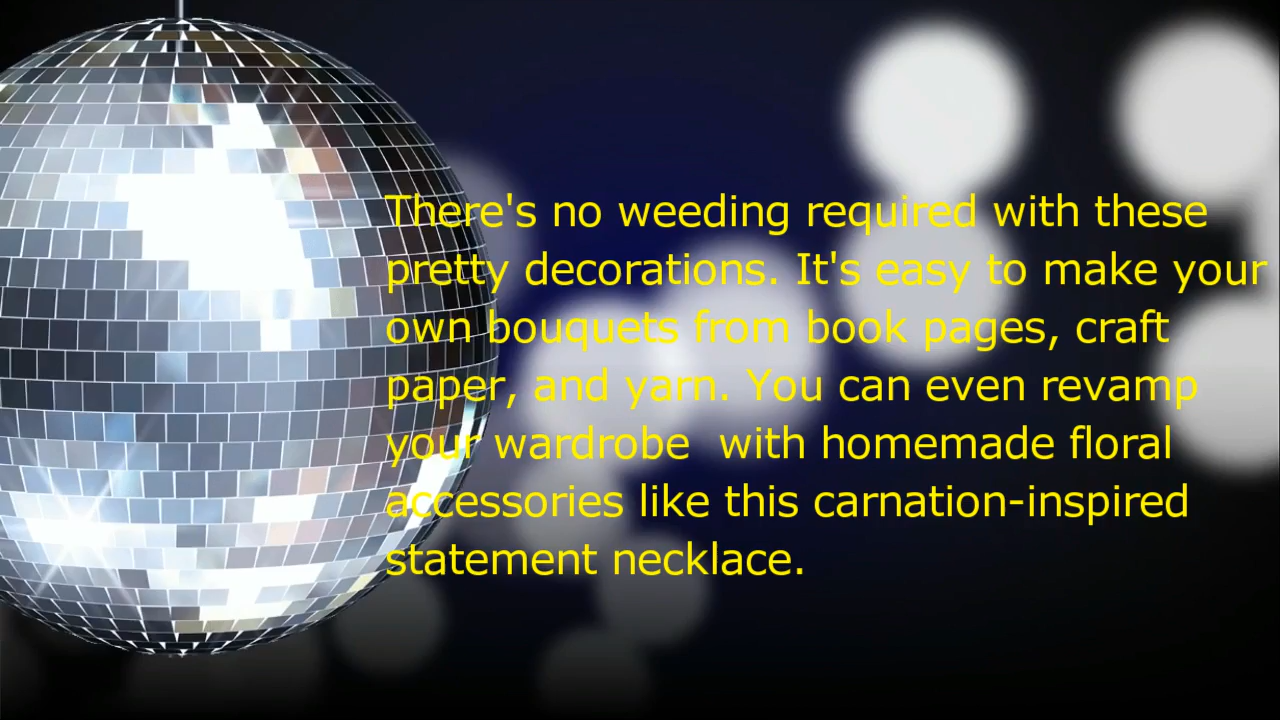 There's no weeding required with these
pretty decorations. It's easy to make your
own bouquets from book pages, craft
paper, and yarn. You can even revamp
your wardrobe  with homemade floral
accessories like this carnation-inspired
statement necklace.